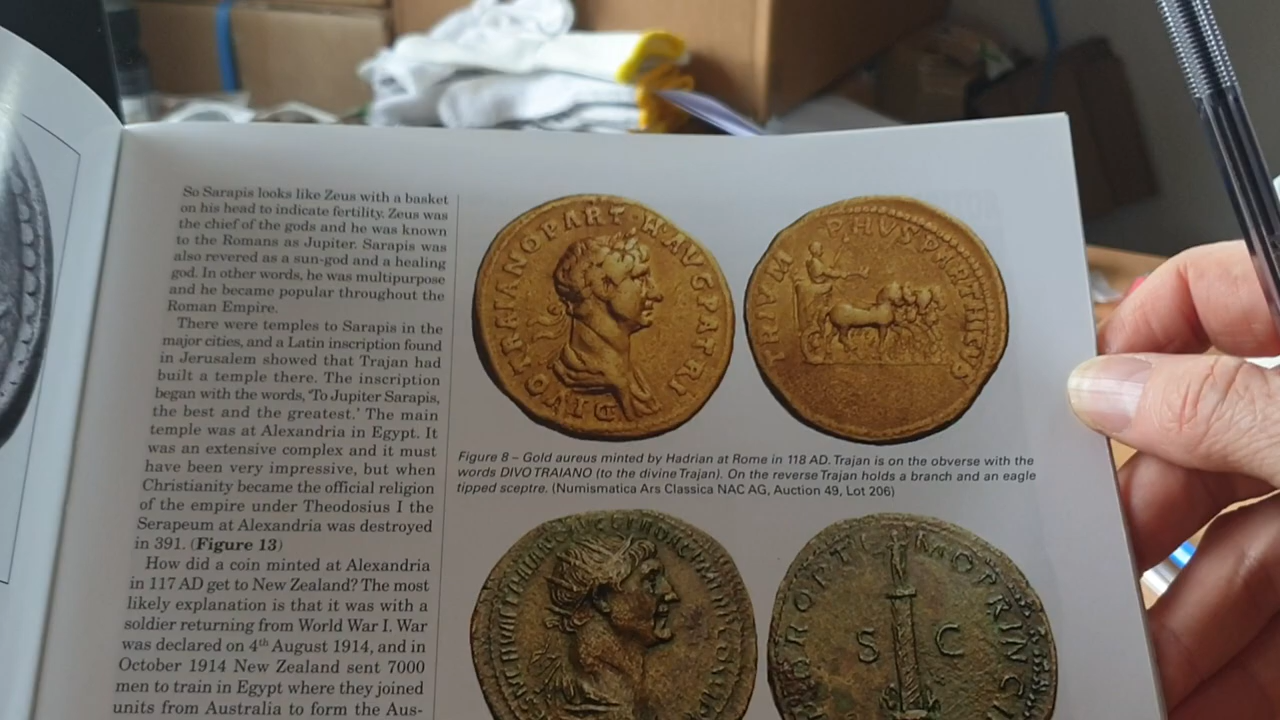 So Sarapis looks like Zeus with a basket
on his head to indicate fertility. Zeus was
the chief of the gods and he was known
to the Romans as Jupiter. Sarapis was
also revered as a sun-god and a healing
god. In other words, he was multipurpose
and he became popular throughout the
Roman Empire.
There were temples to Sarapis in the
major cities, and a Latin inscription found
in Jerusalem showed that Trajan had
built a temple there. The inscription
began with the words, 'To Jupiter Sarapis,
the best and the greatest.' The main
temple was at Alexandria in Egypt. It
was an extensive complex and it must
have been very impressive, but when
Christianity became the official religion
of the empire under Theodosius I the
Serapeum at Alexandria was destroyed
in 391. (Figure 13)
How did a coin minted at Alexandria
in 117 AD get to New Zealand? The most
likely explanation is that it was with a
soldier returning from World War I. War
was declared on 4th August 1914, and in
October 1914 New Zealand sent 7000
men to train in Egypt where they joined
units from Australia to form the Aus-
DIVO TRAIANO PARTH AVG PATRI
TRIVMPHVS PARTHICVS
Figure 8 – Gold aureus minted by Hadrian at Rome in 118 AD. Trajan is on the obverse with the
words DIVO TRAIANO (to the divine Trajan). On the reverse Trajan holds a branch and an eagle
tipped sceptre. (Numismatica Ars Classica NAC AG, Auction 49, Lot 206)
OPTIMO PRINCI
S C